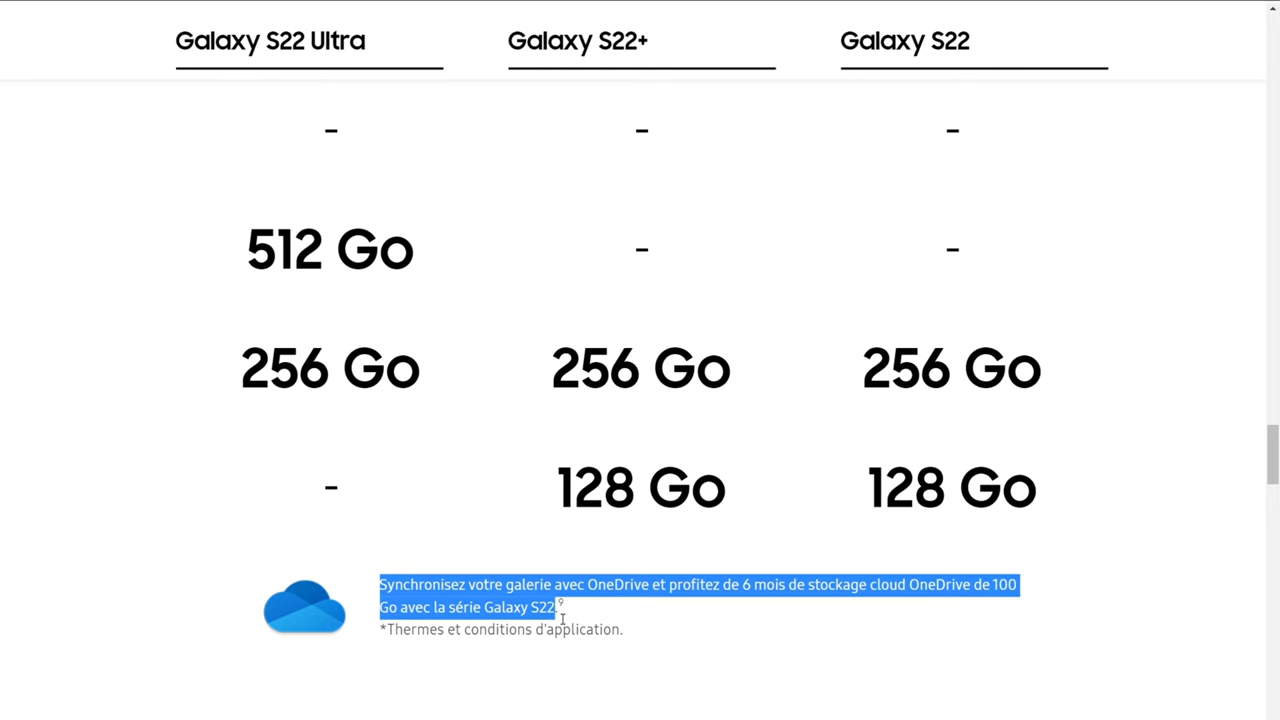 Galaxy S22 Ultra Galaxy S22+ Galaxy S22
- - -
512 Go - -
256 Go 256 Go 256 Go
- 128 Go 128 Go
Synchronisez votre galerie avec OneDrive et profitez de 6 mois de stockage cloud OneDrive de 100
Go avec la série Galaxy S22.⁹
*Thermes et conditions d'application.